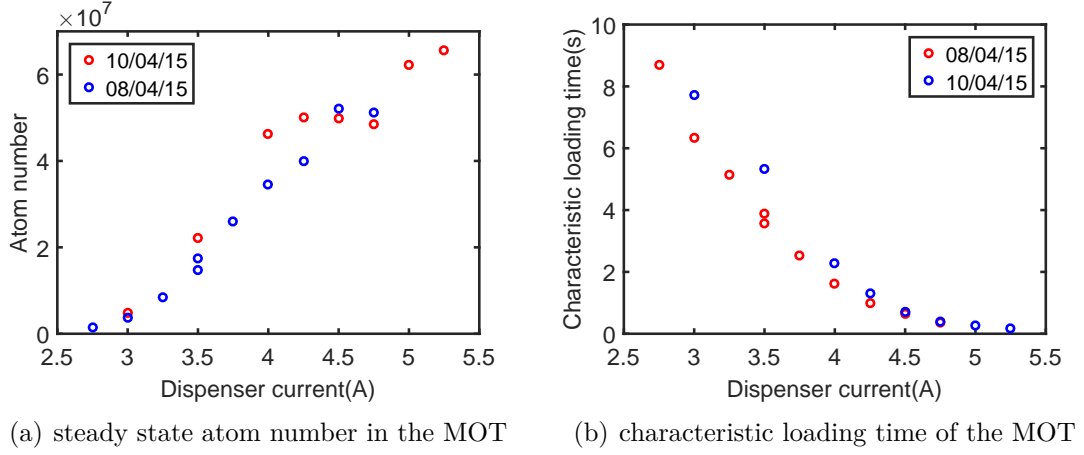 ×10⁷
6
4
2
0
Atom number
10/04/15
08/04/15
2.5 3 3.5 4 4.5 5 5.5
Dispenser current(A)
(a) steady state atom number in the MOT
10
8
6
4
2
0
Characteristic loading time(s)
08/04/15
10/04/15
2.5 3 3.5 4 4.5 5 5.5
Dispenser current(A)
(b) characteristic loading time of the MOT